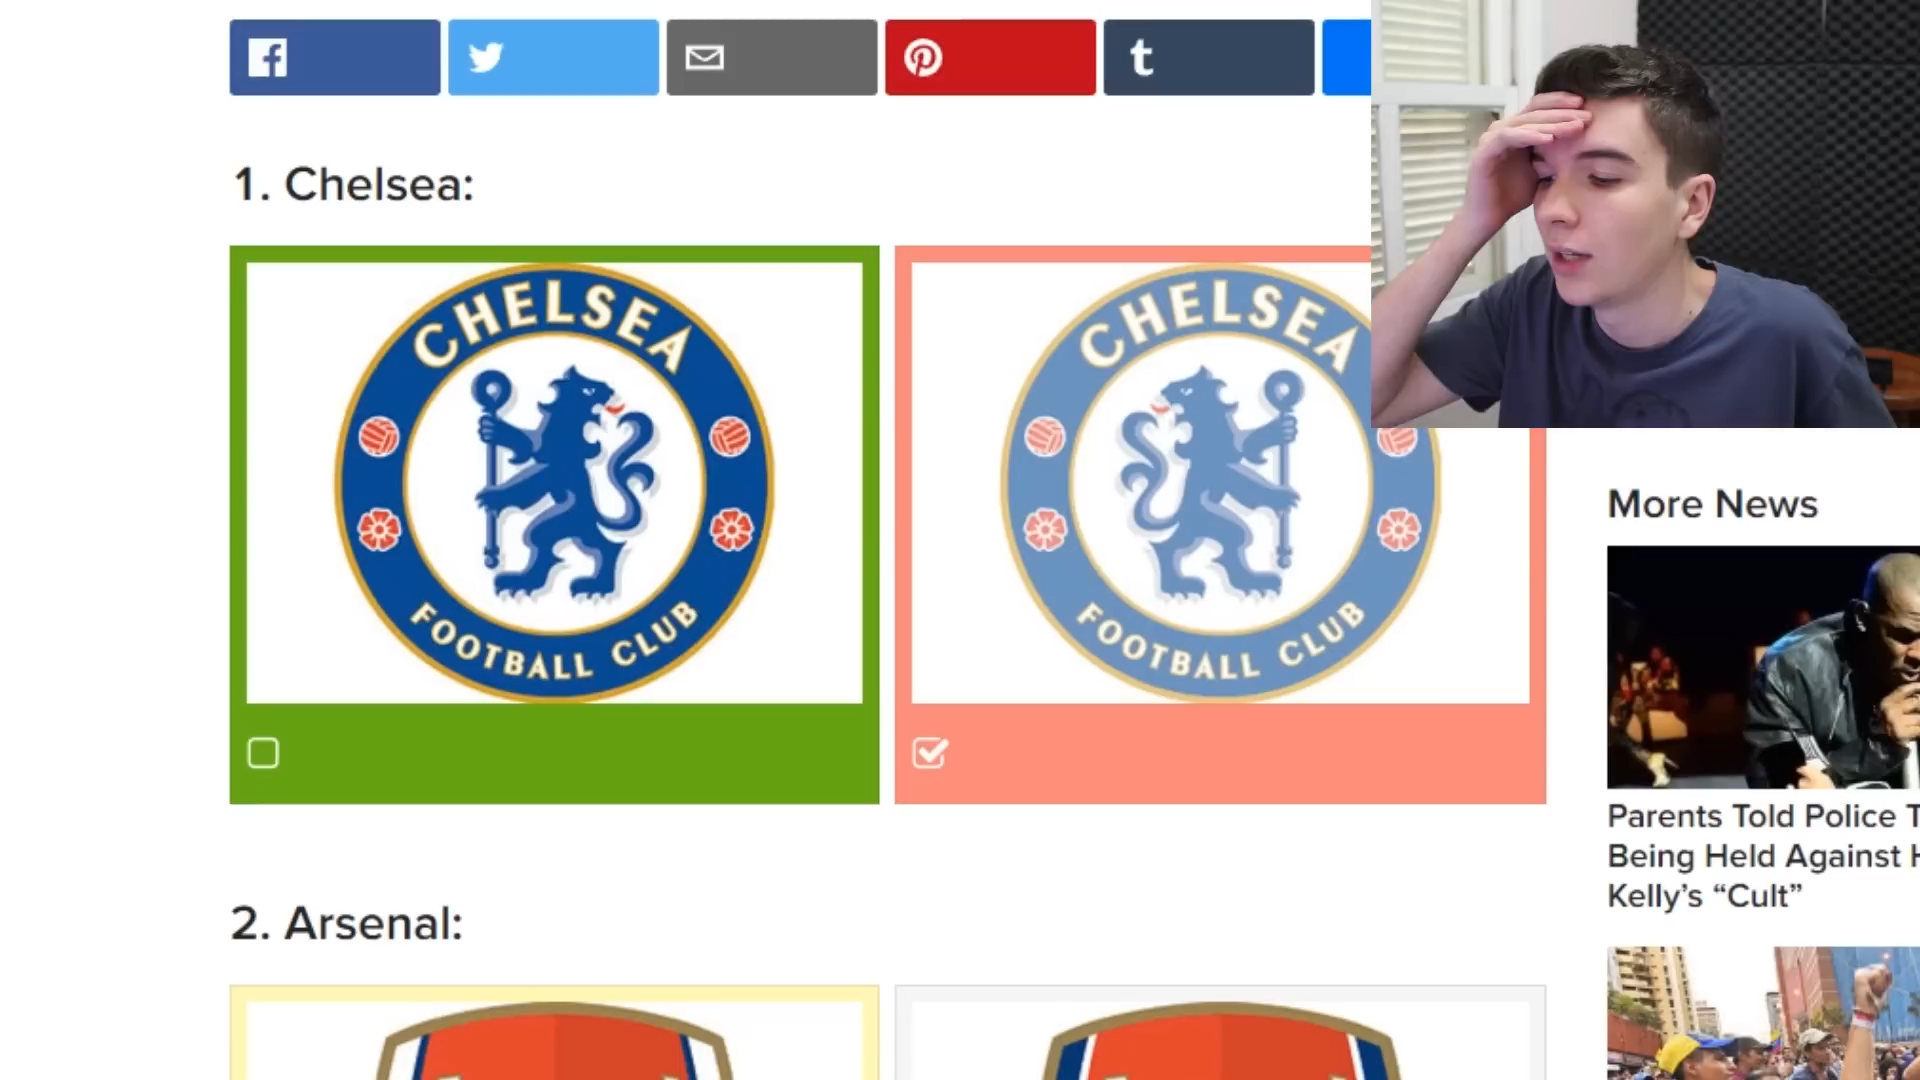 1. Chelsea:
CHELSEA
FOOTBALL CLUB
CHELSEA
FOOTBALL CLUB
2. Arsenal:
More News
Parents Told Police T
Being Held Against H
Kelly's “Cult”